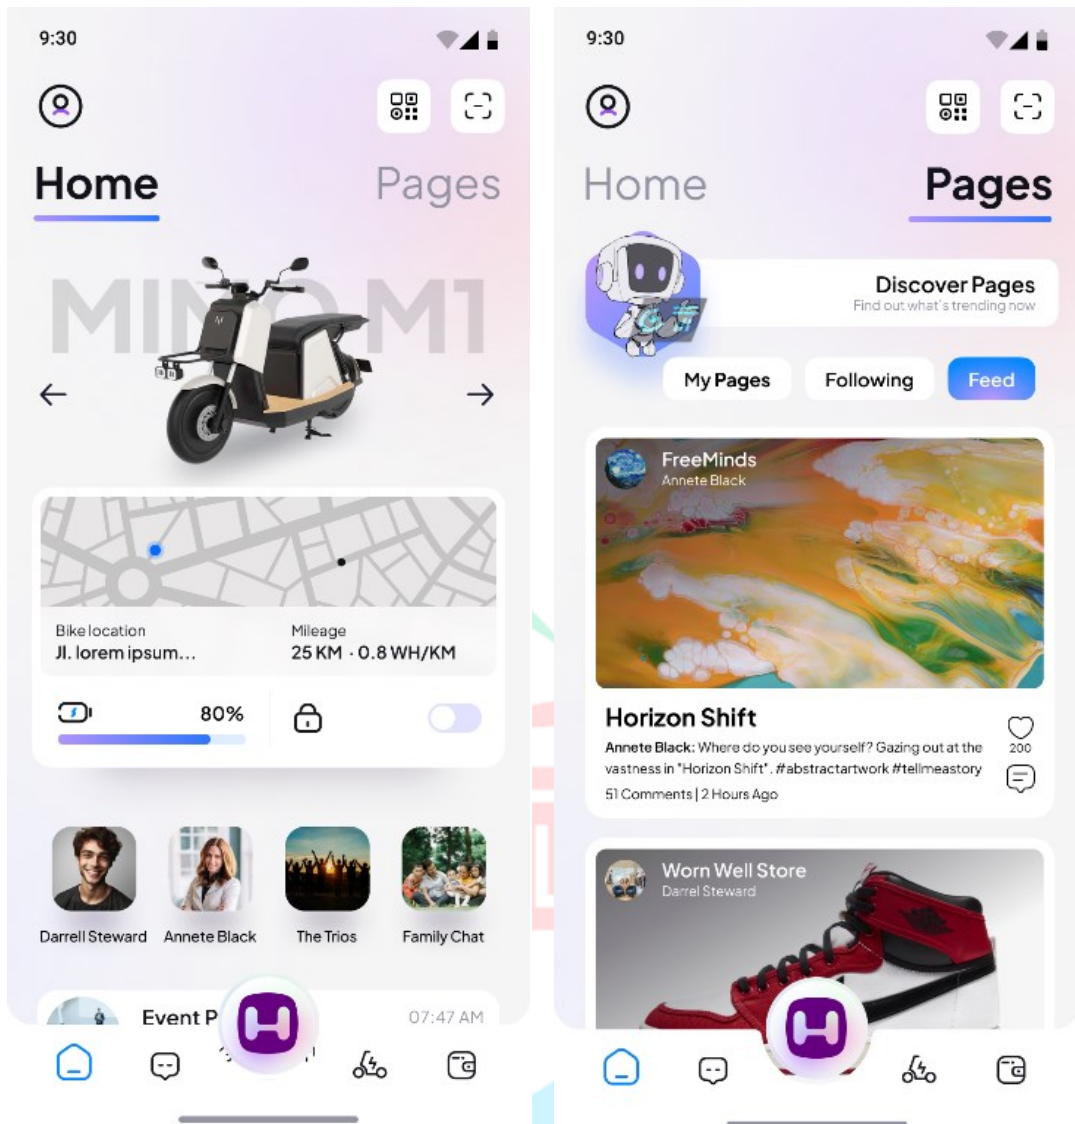 9:30
Home
Pages
MINO M1
Bike location
Jl. lorem ipsum...
Mileage
25 KM · 0.8 WH/KM
80%
Darrell Steward
Annete Black
The Trios
Family Chat
Event P
07:47 AM
9:30
Home
Pages
Discover Pages
Find out what's trending now
My Pages
Following
Feed
FreeMinds
Annete Black
Horizon Shift
Annete Black: Where do you see yourself? Gazing out at the
vastness in "Horizon Shift". #abstractartwork #tellmeastory
51 Comments | 2 Hours Ago
200
Worn Well Store
Darrel Steward